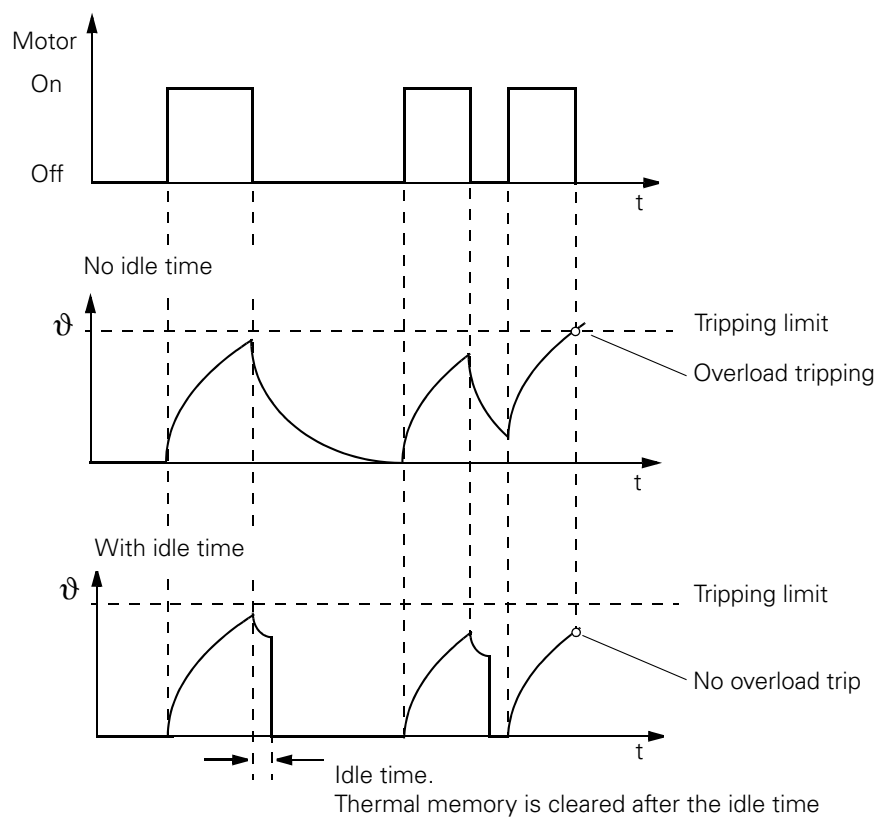 Motor
On
Off
t
No idle time
ϑ
Tripping limit
Overload tripping
t
With idle time
ϑ
Tripping limit
No overload trip
t
Idle time.
Thermal memory is cleared after the idle time